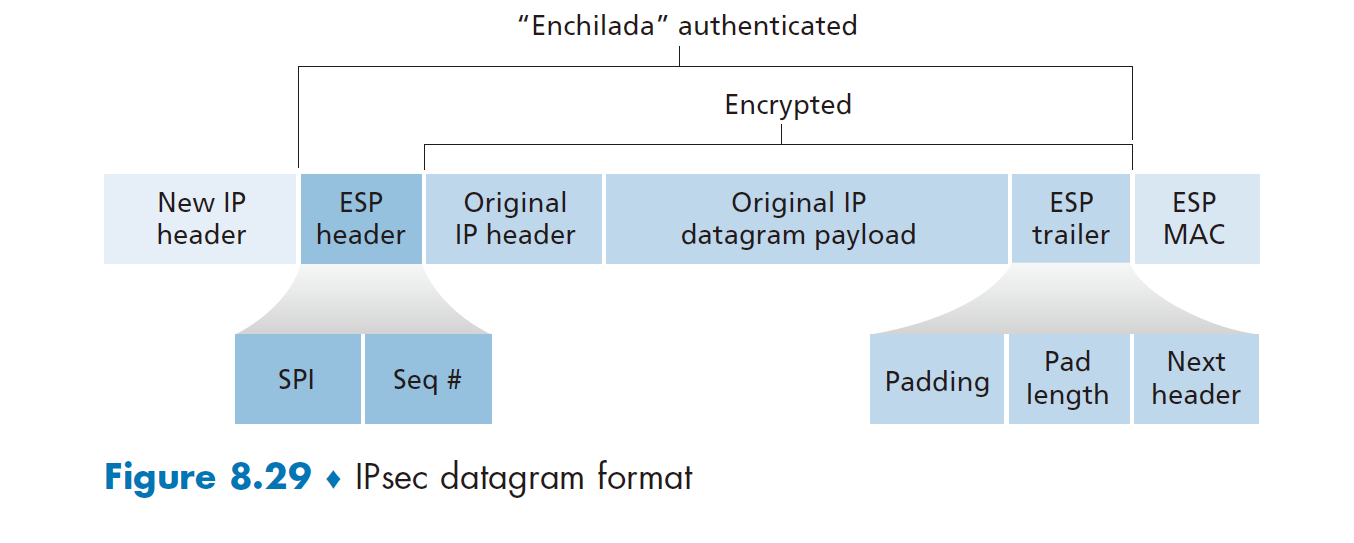 “Enchilada” authenticated
Encrypted
New IP
header
ESP
header
Original
IP header
Original IP
datagram payload
ESP
trailer
ESP
MAC
SPI
Seq #
Padding
Pad
length
Next
header
Figure 8.29 ♦ IPsec datagram format